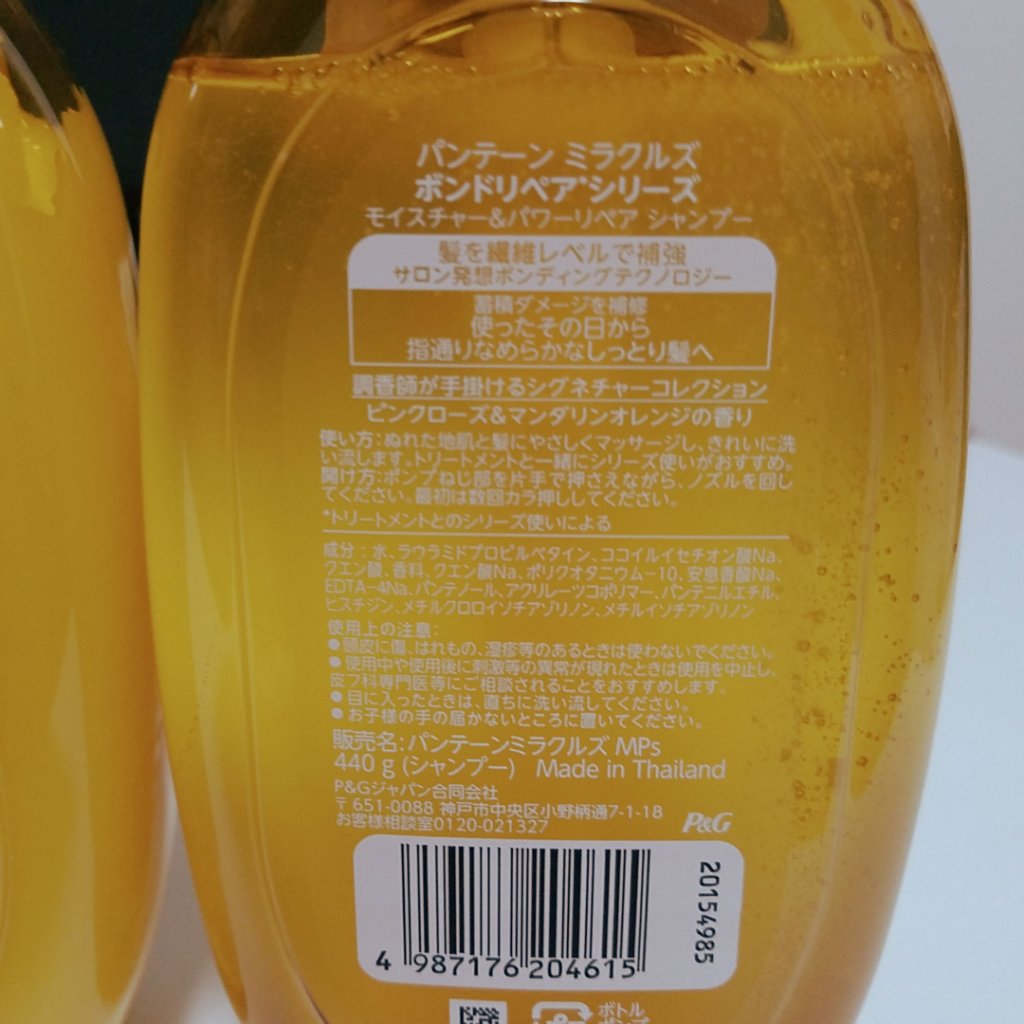 パンテーン ミラクルズ
ボンドリペア*シリーズ
モイスチャー&パワーリペア シャンプー
髪を繊維レベルで補強
サロン発想ボンディングテクノロジー
蓄積ダメージを補修
使ったその日から
指通りなめらかなしっとり髪へ
調香師が手掛けるシグネチャーコレクション
ピンクローズ&マンダリンオレンジの香り
使い方:ぬれた地肌と髪にやさしくマッサージし、きれいに洗
い流します。トリートメントと一緒にシリーズ使いがおすすめ。
開け方:ポンプねじ部を片手で押さえながら、ノズルを回し
てください。最初は数回カラ押ししてください。
*トリートメントとのシリーズ使いによる
成分:水、ラウラミドプロピルベタイン、ココイルイセチオン酸Na、
クエン酸、香料、クエン酸Na、ポリクオタニウム-10、安息香酸Na、
EDTA-4Na、パンテノール、アクリレーツコポリマー、パンテニルエチル、
ヒスチジン、メチルクロロイソチアゾリノン、メチルイソチアゾリノン
使用上の注意:
●頭皮に傷、はれもの、湿疹等のあるときは使わないでください。
●使用中や使用後に刺激等の異常が現れたときは使用を中止し、
皮フ科専門医等にご相談されることをおすすめします。
●目に入ったときは、直ちに洗い流してください。
●お子様の手の届かないところに置いてください。
販売名:パンテーンミラクルズ MPs
440 g (シャンプー) Made in Thailand
P&Gジャパン合同会社
〒651-0088 神戸市中央区小野柄通7-1-18
お客様相談室0120-021327
P&G
20154985
4 987176 204615
ボトル
ポンプ